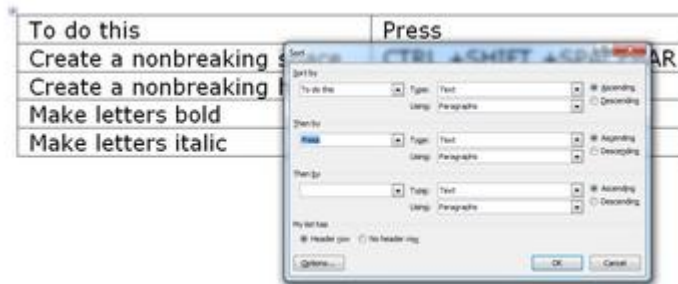 To do this Press
Create a nonbreaking space CTRL +SHIFT +SPACEBAR
Create a nonbreaking
Make letters bold
Make letters italic
Sort
Sort by
To do this Type: Text Ascending
Using: Paragraphs Descending
Then by
Press Type: Text Ascending
Using: Paragraphs Descending
Then by
Type: Text Ascending
Using: Paragraphs Descending
My list has
Header row No header row
Options... OK Cancel